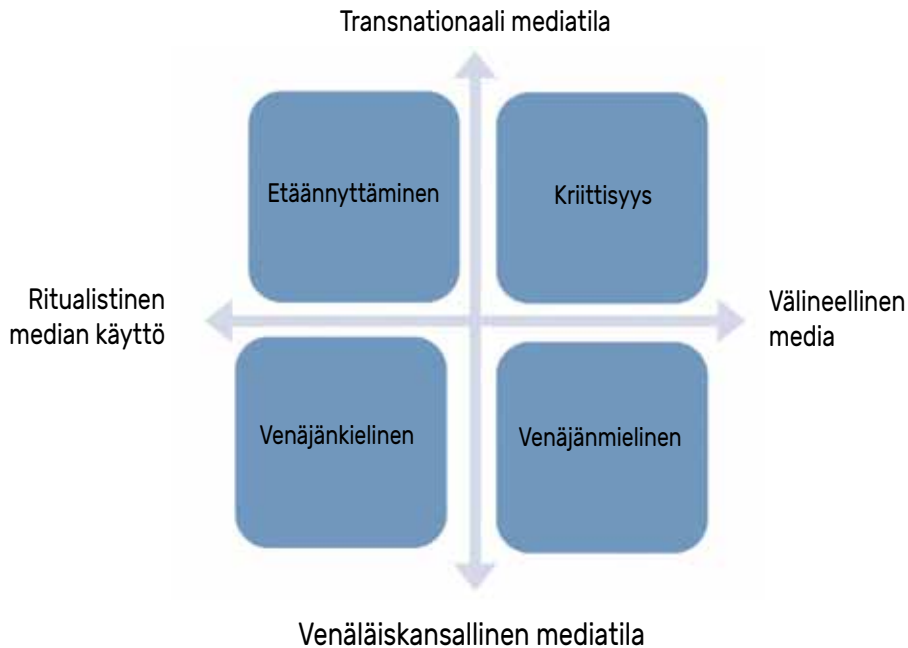 Transnationaali mediatila
Etäännyttäminen
Kriittisyys
Ritualistinen
median käyttö
Välineellinen
media
Venäjänkielinen
Venäjänmielinen
Venäläiskansallinen mediatila